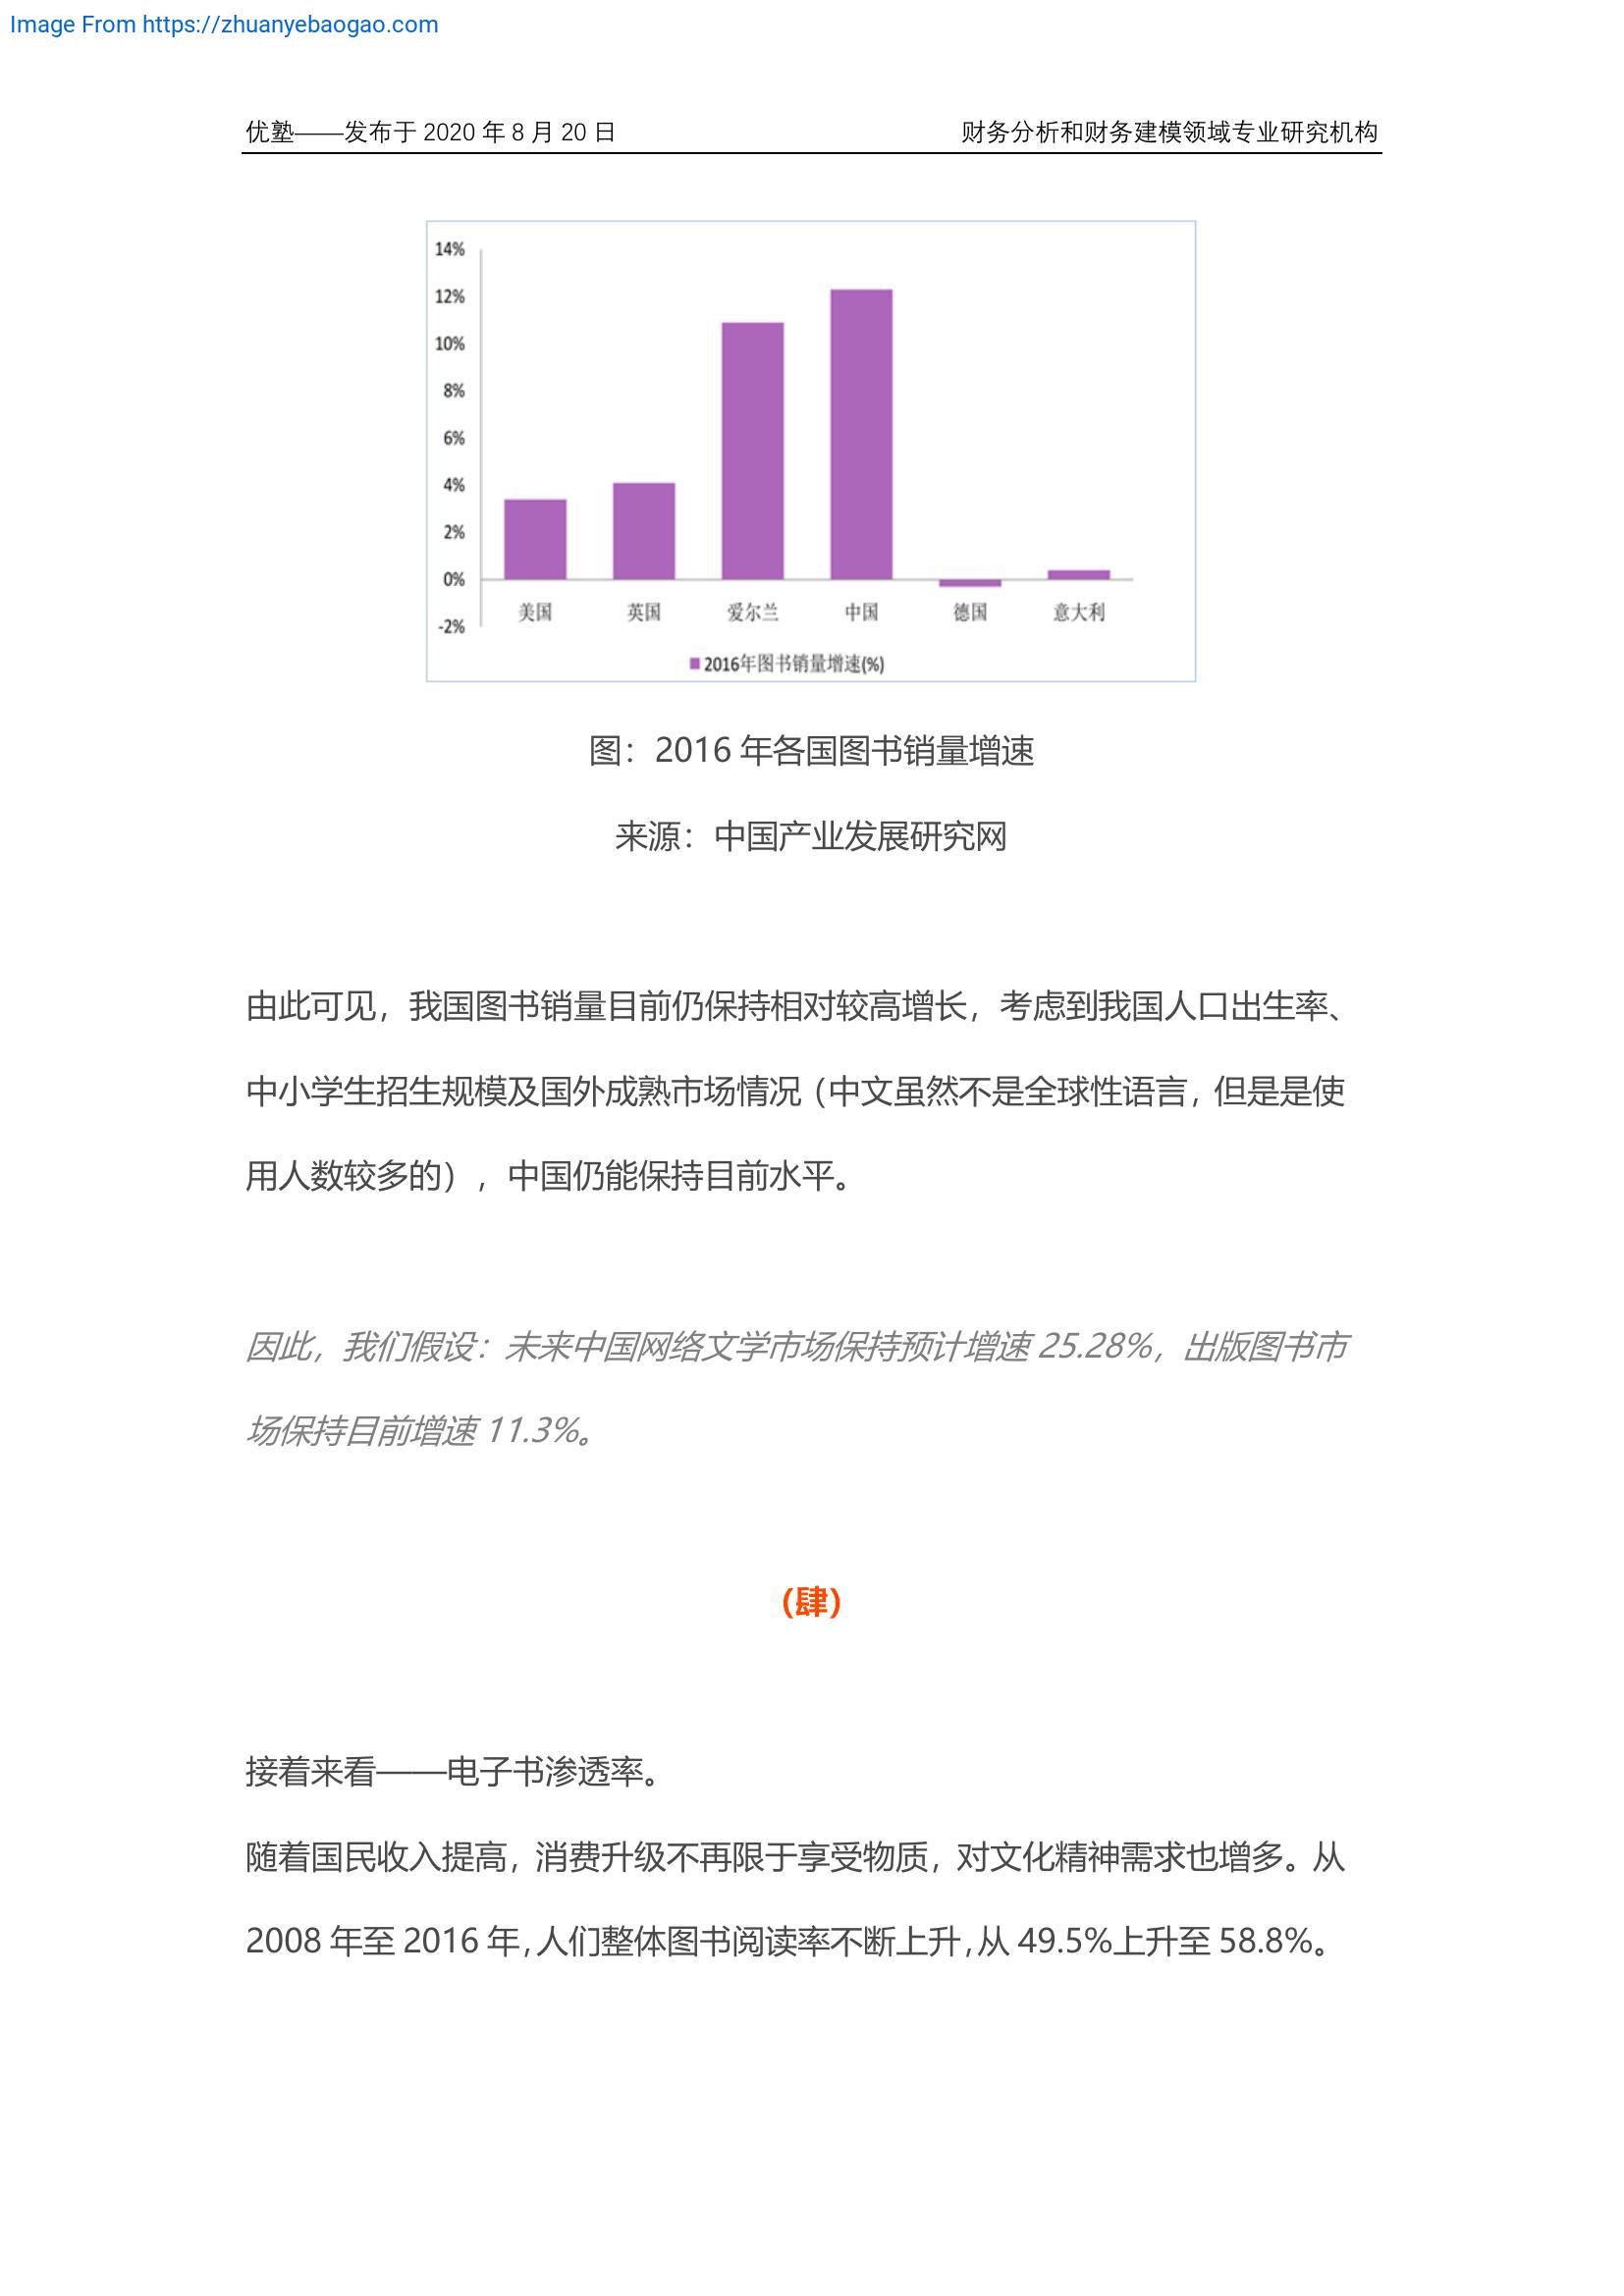 Image From https://zhuanyebaogao.com
优塾——发布于 2020 年 8 月 20 日 财务分析和财务建模领域专业研究机构
14%
12%
10%
8%
6%
4%
2%
0%
-2%
美国 英国 爱尔兰 中国 德国 意大利
2016年图书销量增速(%)
图：2016 年各国图书销量增速
来源：中国产业发展研究网
由此可见，我国图书销量目前仍保持相对较高增长，考虑到我国人口出生率、
中小学生招生规模及国外成熟市场情况（中文虽然不是全球性语言，但是是使
用人数较多的），中国仍能保持目前水平。
因此，我们假设：未来中国网络文学市场保持预计增速 25.28%，出版图书市
场保持目前增速 11.3%。
（肆）
接着来看——电子书渗透率。
随着国民收入提高，消费升级不再限于享受物质，对文化精神需求也增多。从
2008 年至 2016 年，人们整体图书阅读率不断上升，从 49.5%上升至 58.8%。